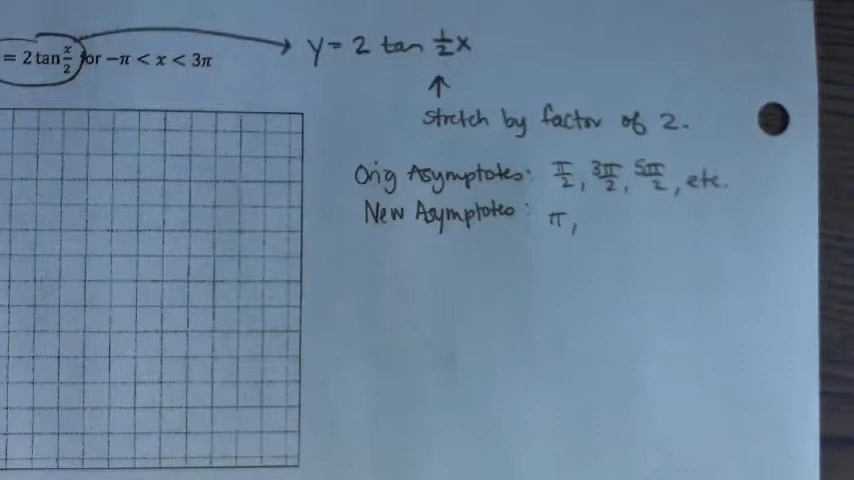 = 2 tan x/2 for −π < x < 3π
y = 2 tan 1/2 x
stretch by factor of 2.
Orig Asymptotes: π/2, 3π/2, 5π/2, etc.
New Asymptotes: π,